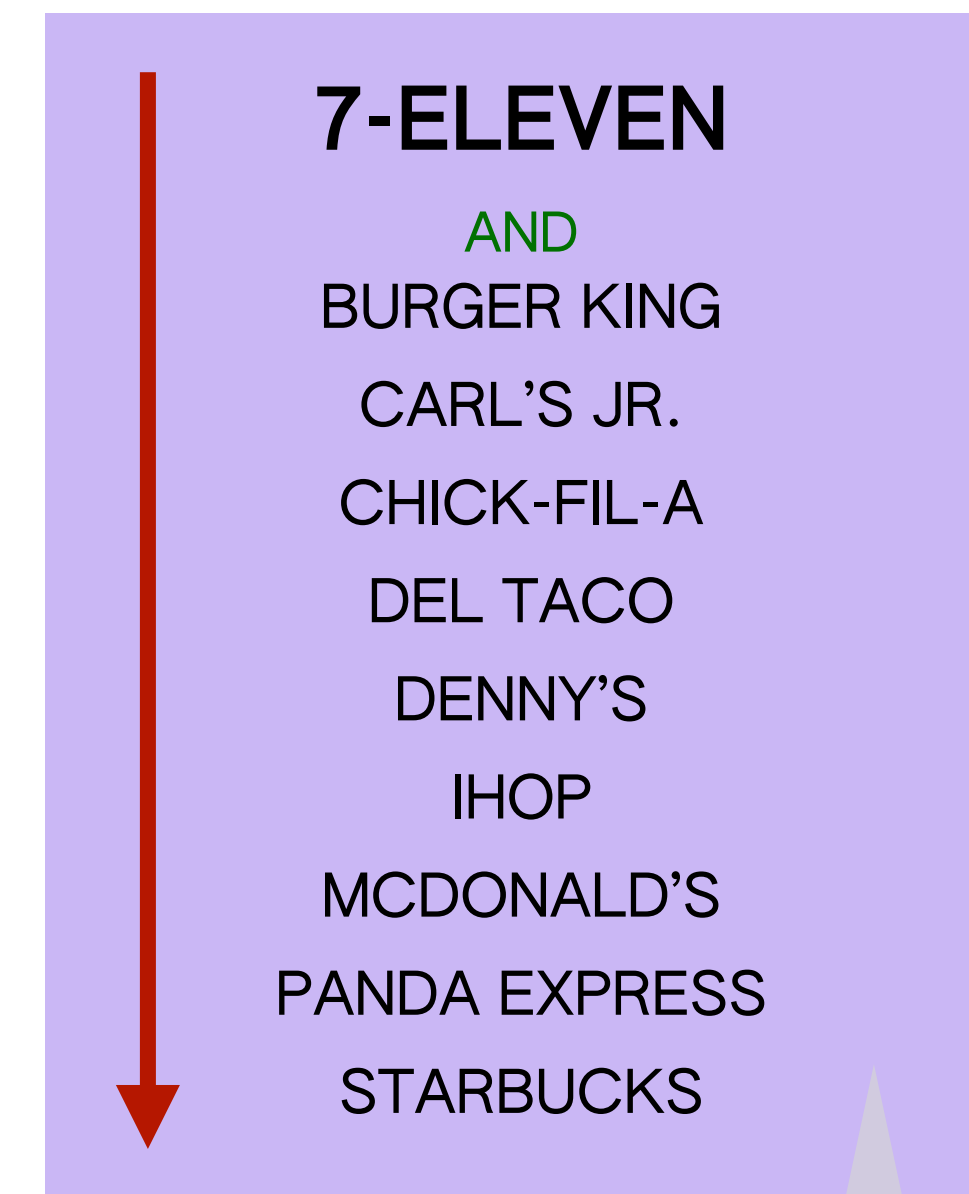 7-ELEVEN
AND
BURGER KING
CARL’S JR.
CHICK-FIL-A
DEL TACO
DENNY’S
IHOP
MCDONALD’S
PANDA EXPRESS
STARBUCKS